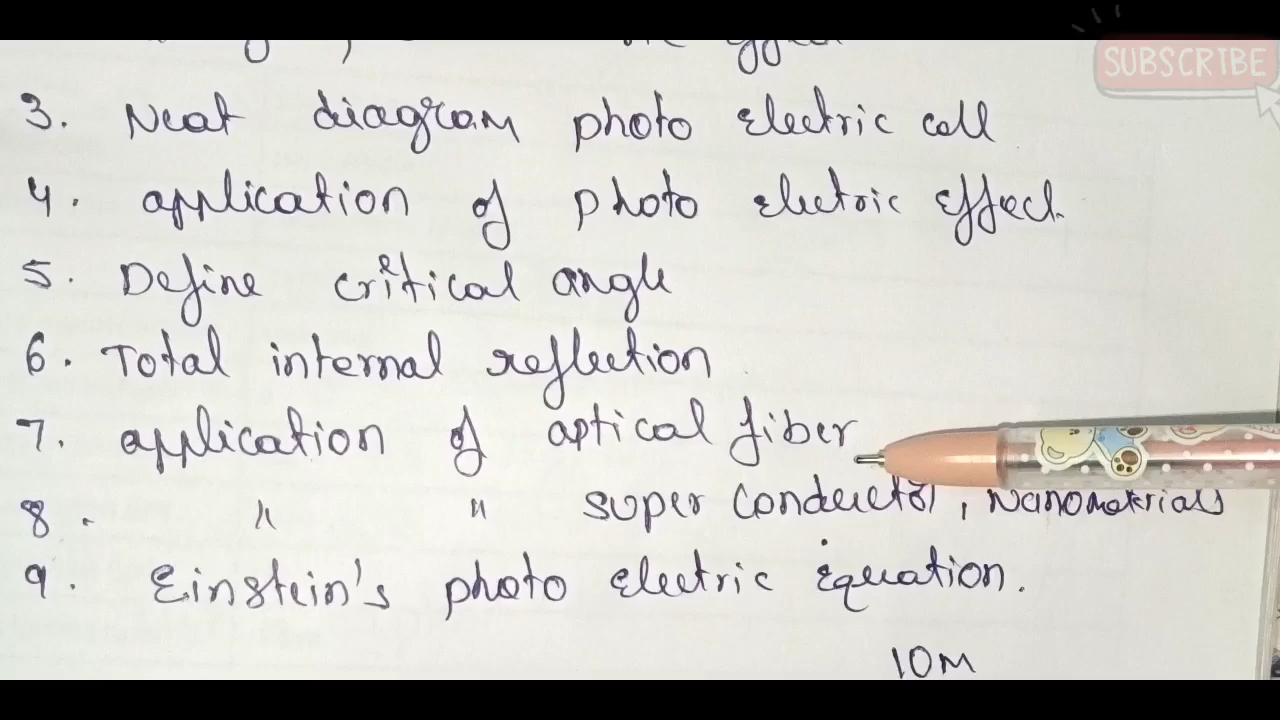 SUBSCRIBE
3. Neat diagram photo electric cell
4. application of photo electric effect.
5. Define critical angle
6. Total internal reflection
7. application of aptical fiber
8. " " super conductor, Nanomaterials
9. Einstein's photo electric Equation.
10M